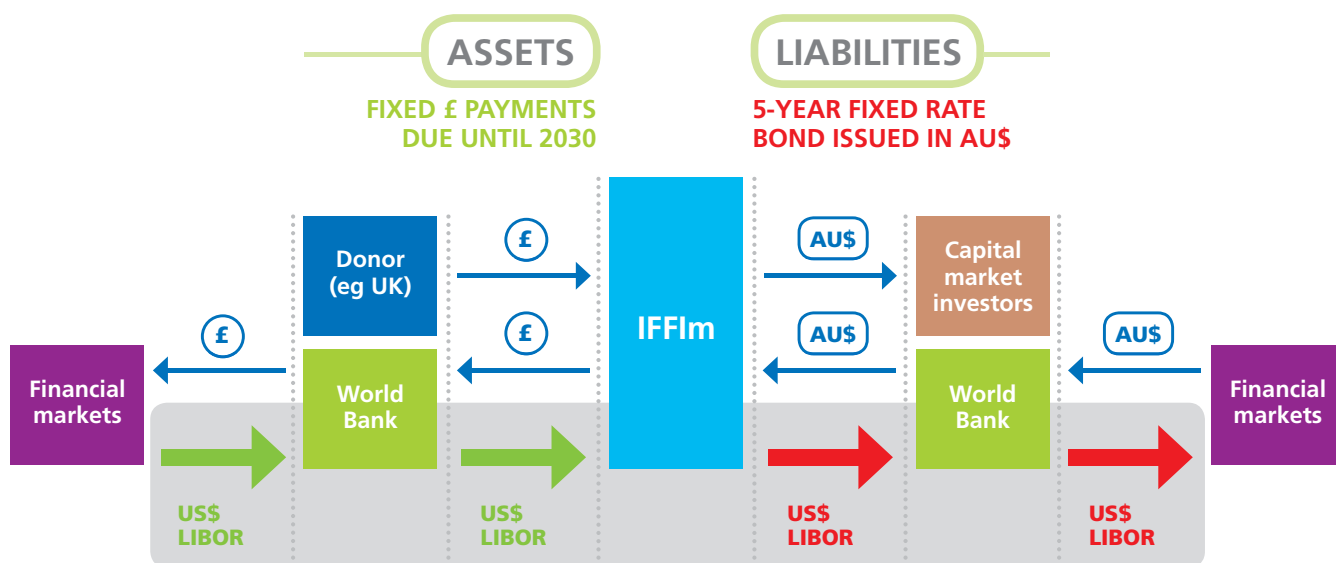 ASSETS
FIXED £ PAYMENTS
DUE UNTIL 2030
LIABILITIES
5-YEAR FIXED RATE
BOND ISSUED IN AU$
Financial
markets
£
US$
LIBOR
Donor
(eg UK)
World
Bank
£
£
US$
LIBOR
IFFIm
AU$
AU$
US$
LIBOR
Capital
market
investors
World
Bank
AU$
US$
LIBOR
Financial
markets